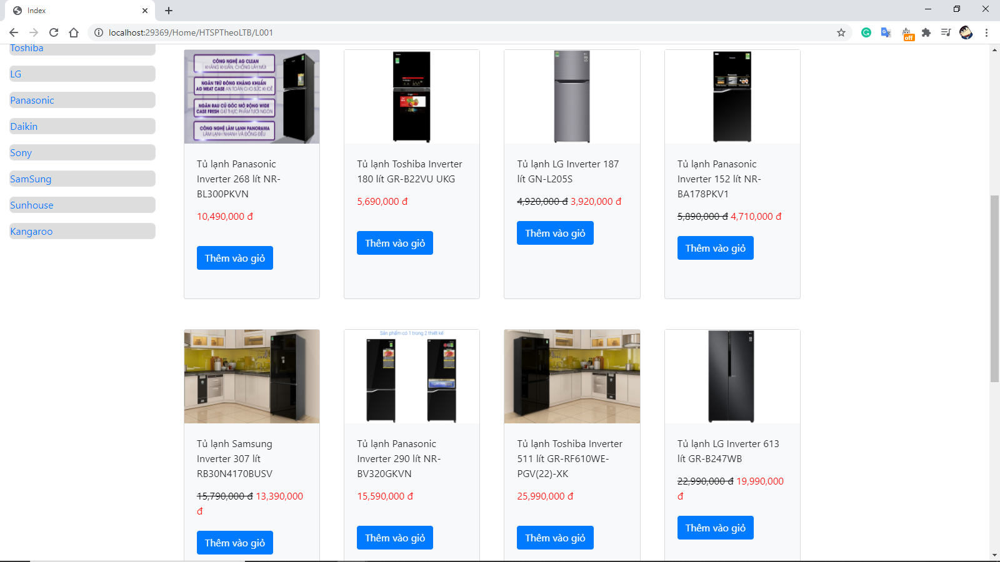 Index
localhost:29369/Home/HTSPTheoLTB/L001
off
Toshiba
LG
Panasonic
Daikin
Sony
SamSung
Sunhouse
Kangaroo
CÔNG NGHỆ AG CLEAN
KHÁNG KHUẨN, CHỐNG LÂY MÙI
NGĂN TRỮ ĐÔNG KHÁNG KHUẨN
AG MEAT CASE AN TOÀN CHO SỨC KHOẺ
NGĂN RAU CỦ GÓC MỞ RỘNG WIDE
CASE FRESH GIỮ THỰC PHẨM TƯƠI NGON
CÔNG NGHỆ LÀM LẠNH PANORAMA
LÀM LẠNH NHANH VÀ ĐỒNG ĐỀU
Tủ lạnh Panasonic
Inverter 268 lít NR-
BL300PKVN
10,490,000 đ
Thêm vào giỏ
Tủ lạnh Toshiba Inverter
180 lít GR-B22VU UKG
5,690,000 đ
Thêm vào giỏ
Tủ lạnh LG Inverter 187
lít GN-L205S
4,920,000 đ 3,920,000 đ
Thêm vào giỏ
Tủ lạnh Panasonic
Inverter 152 lít NR-
BA178PKV1
5,890,000 đ 4,710,000 đ
Thêm vào giỏ
Tủ lạnh Samsung
Inverter 307 lít
RB30N4170BUSV
15,790,000 đ 13,390,000
đ
Thêm vào giỏ
Sản phẩm có 1 trong 2 thiết kế
Tủ lạnh Panasonic
Inverter 290 lít NR-
BV320GKVN
15,590,000 đ
Thêm vào giỏ
Tủ lạnh Toshiba Inverter
511 lít GR-RF610WE-
PGV(22)-XK
25,990,000 đ
Thêm vào giỏ
Tủ lạnh LG Inverter 613
lít GR-B247WB
22,990,000 đ 19,990,000
đ
Thêm vào giỏ